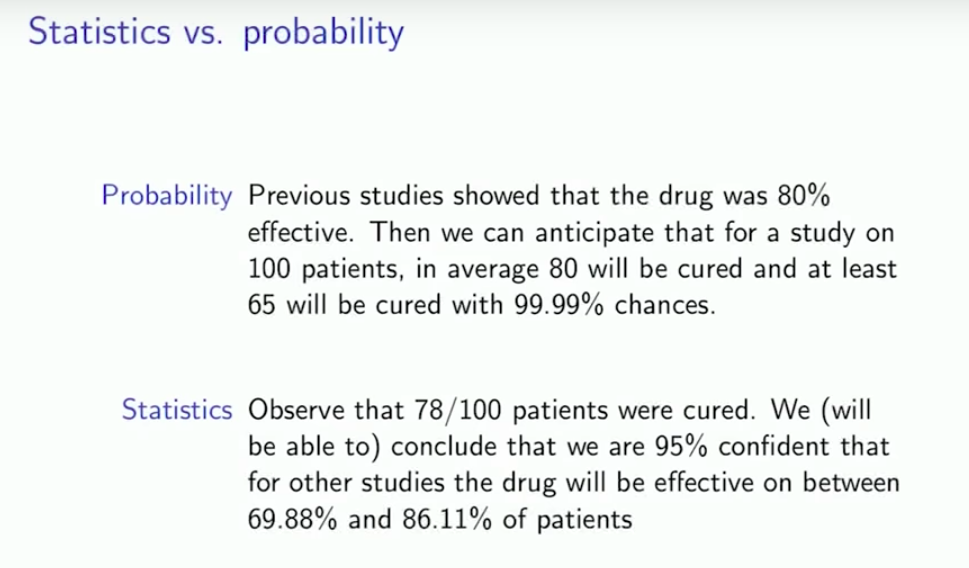 Statistics vs. probability
Probability Previous studies showed that the drug was 80%
effective. Then we can anticipate that for a study on
100 patients, in average 80 will be cured and at least
65 will be cured with 99.99% chances.
Statistics Observe that 78/100 patients were cured. We (will
be able to) conclude that we are 95% confident that
for other studies the drug will be effective on between
69.88% and 86.11% of patients